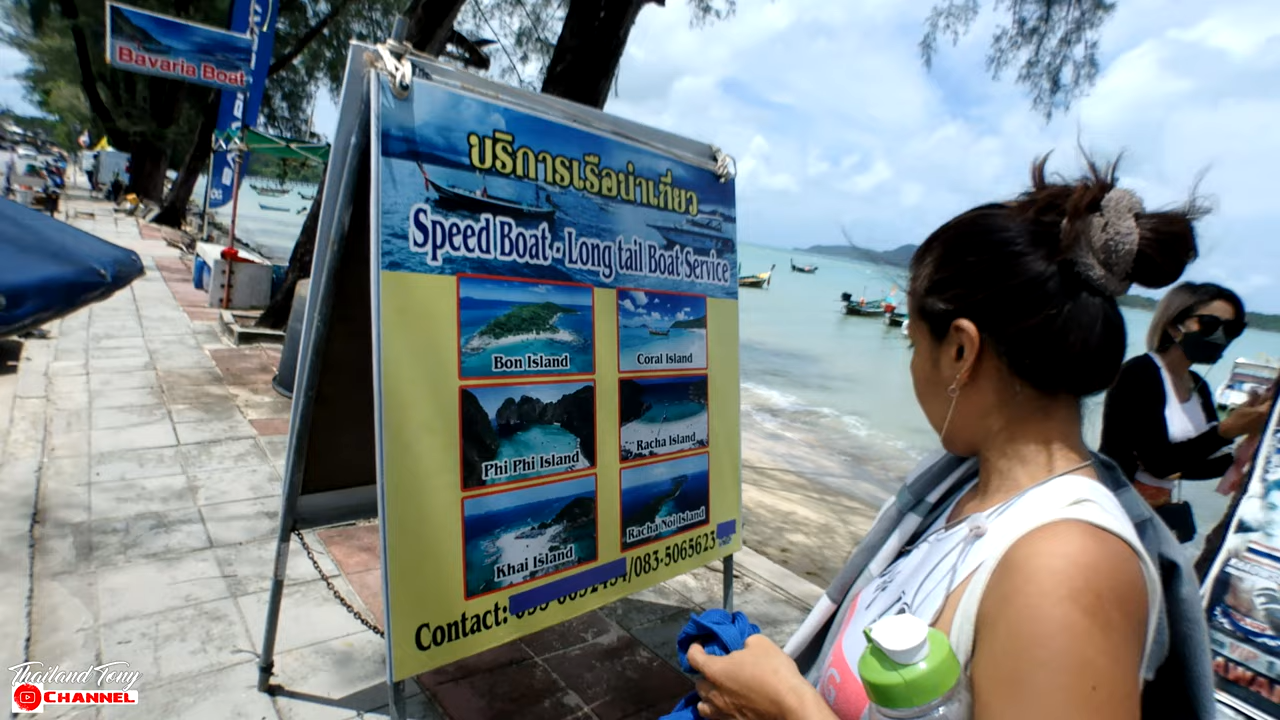 Bavaria Boat
บริการเรือนำเที่ยว
Speed Boat - Long tail Boat Service
Bon Island
Coral Island
Phi Phi Island
Racha Island
Khai Island
Racha Noi Island
Contact: /083-5065623
Thailand Tony
CHANNEL